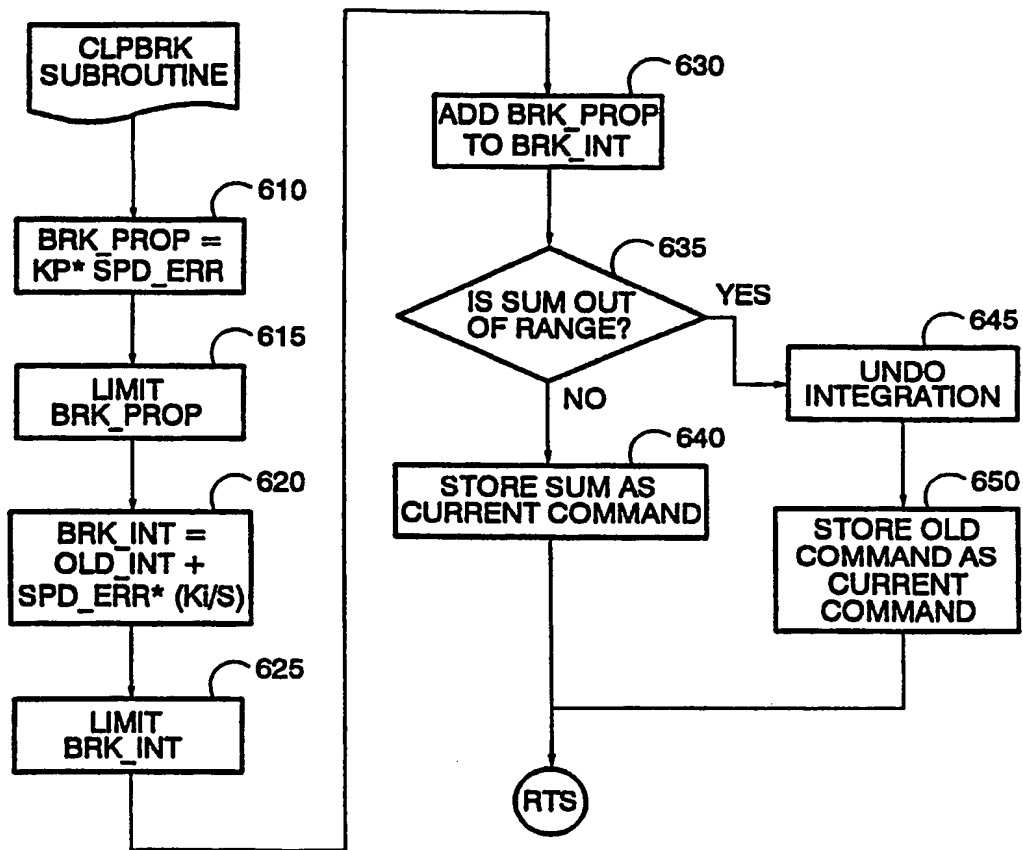 CLPBRK
SUBROUTINE
610
BRK_PROP =
KP* SPD_ERR
615
LIMIT
BRK_PROP
620
BRK_INT =
OLD_INT +
SPD_ERR* (Ki/S)
625
LIMIT
BRK_INT
630
ADD BRK_PROP
TO BRK_INT
635
IS SUM OUT
OF RANGE?
YES
NO
640
STORE SUM AS
CURRENT COMMAND
645
UNDO
INTEGRATION
650
STORE OLD
COMMAND AS
CURRENT
COMMAND
RTS